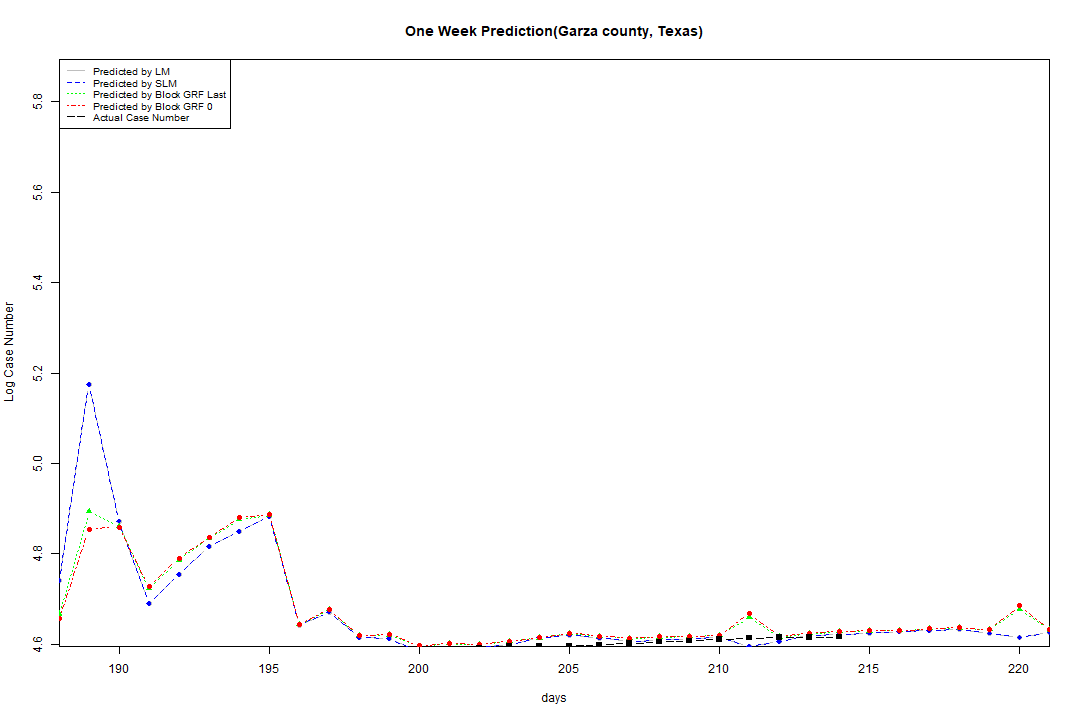 One Week Prediction(Garza county, Texas)
Predicted by LM
Predicted by SLM
Predicted by Block GRF Last
Predicted by Block GRF 0
Actual Case Number
5.8
5.6
5.4
5.2
5.0
4.8
4.6
Log Case Number
190 195 200 205 210 215 220
days